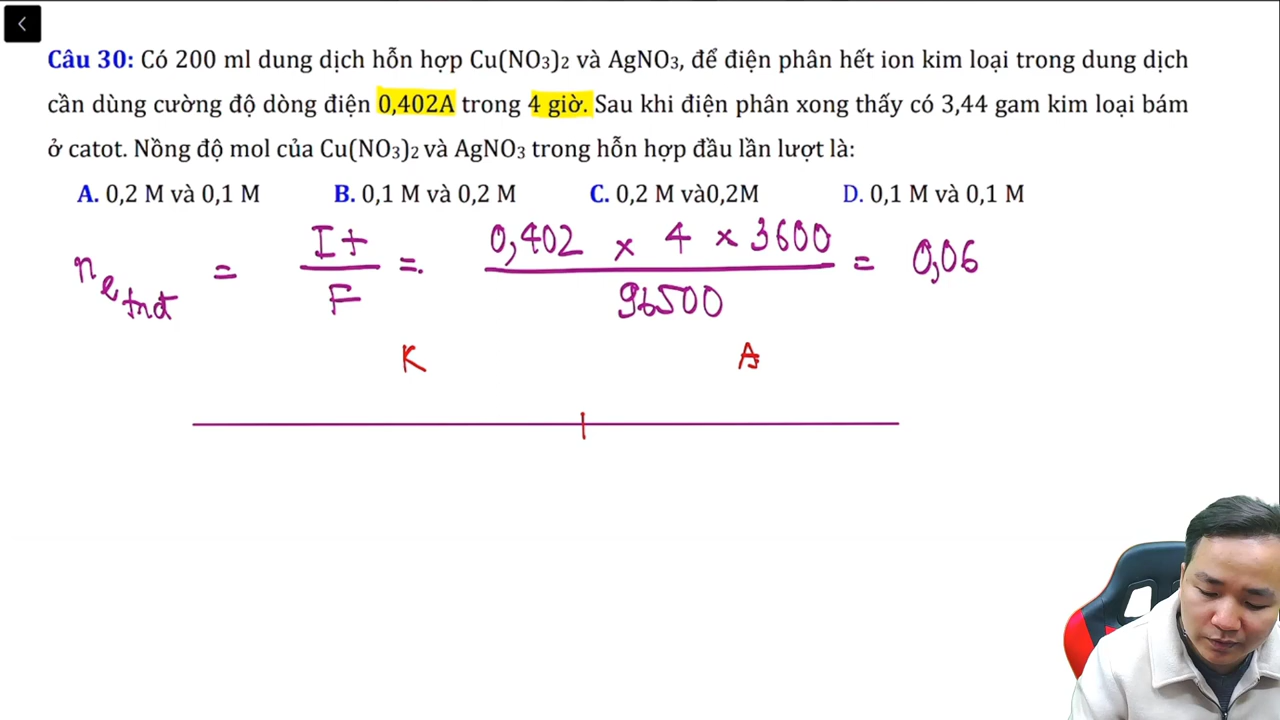 Câu 30: Có 200 ml dung dịch hỗn hợp Cu(NO₃)₂ và AgNO₃, để điện phân hết ion kim loại trong dung dịch
cần dùng cường độ dòng điện 0,402A trong 4 giờ. Sau khi điện phân xong thấy có 3,44 gam kim loại bám
ở catot. Nồng độ mol của Cu(NO₃)₂ và AgNO₃ trong hỗn hợp đầu lần lượt là:
A. 0,2 M và 0,1 M B. 0,1 M và 0,2 M C. 0,2 M và0,2M D. 0,1 M và 0,1 M
n e tnđ = It / F = 0,402 x 4 x 3600 / 96500 = 0,06
K A